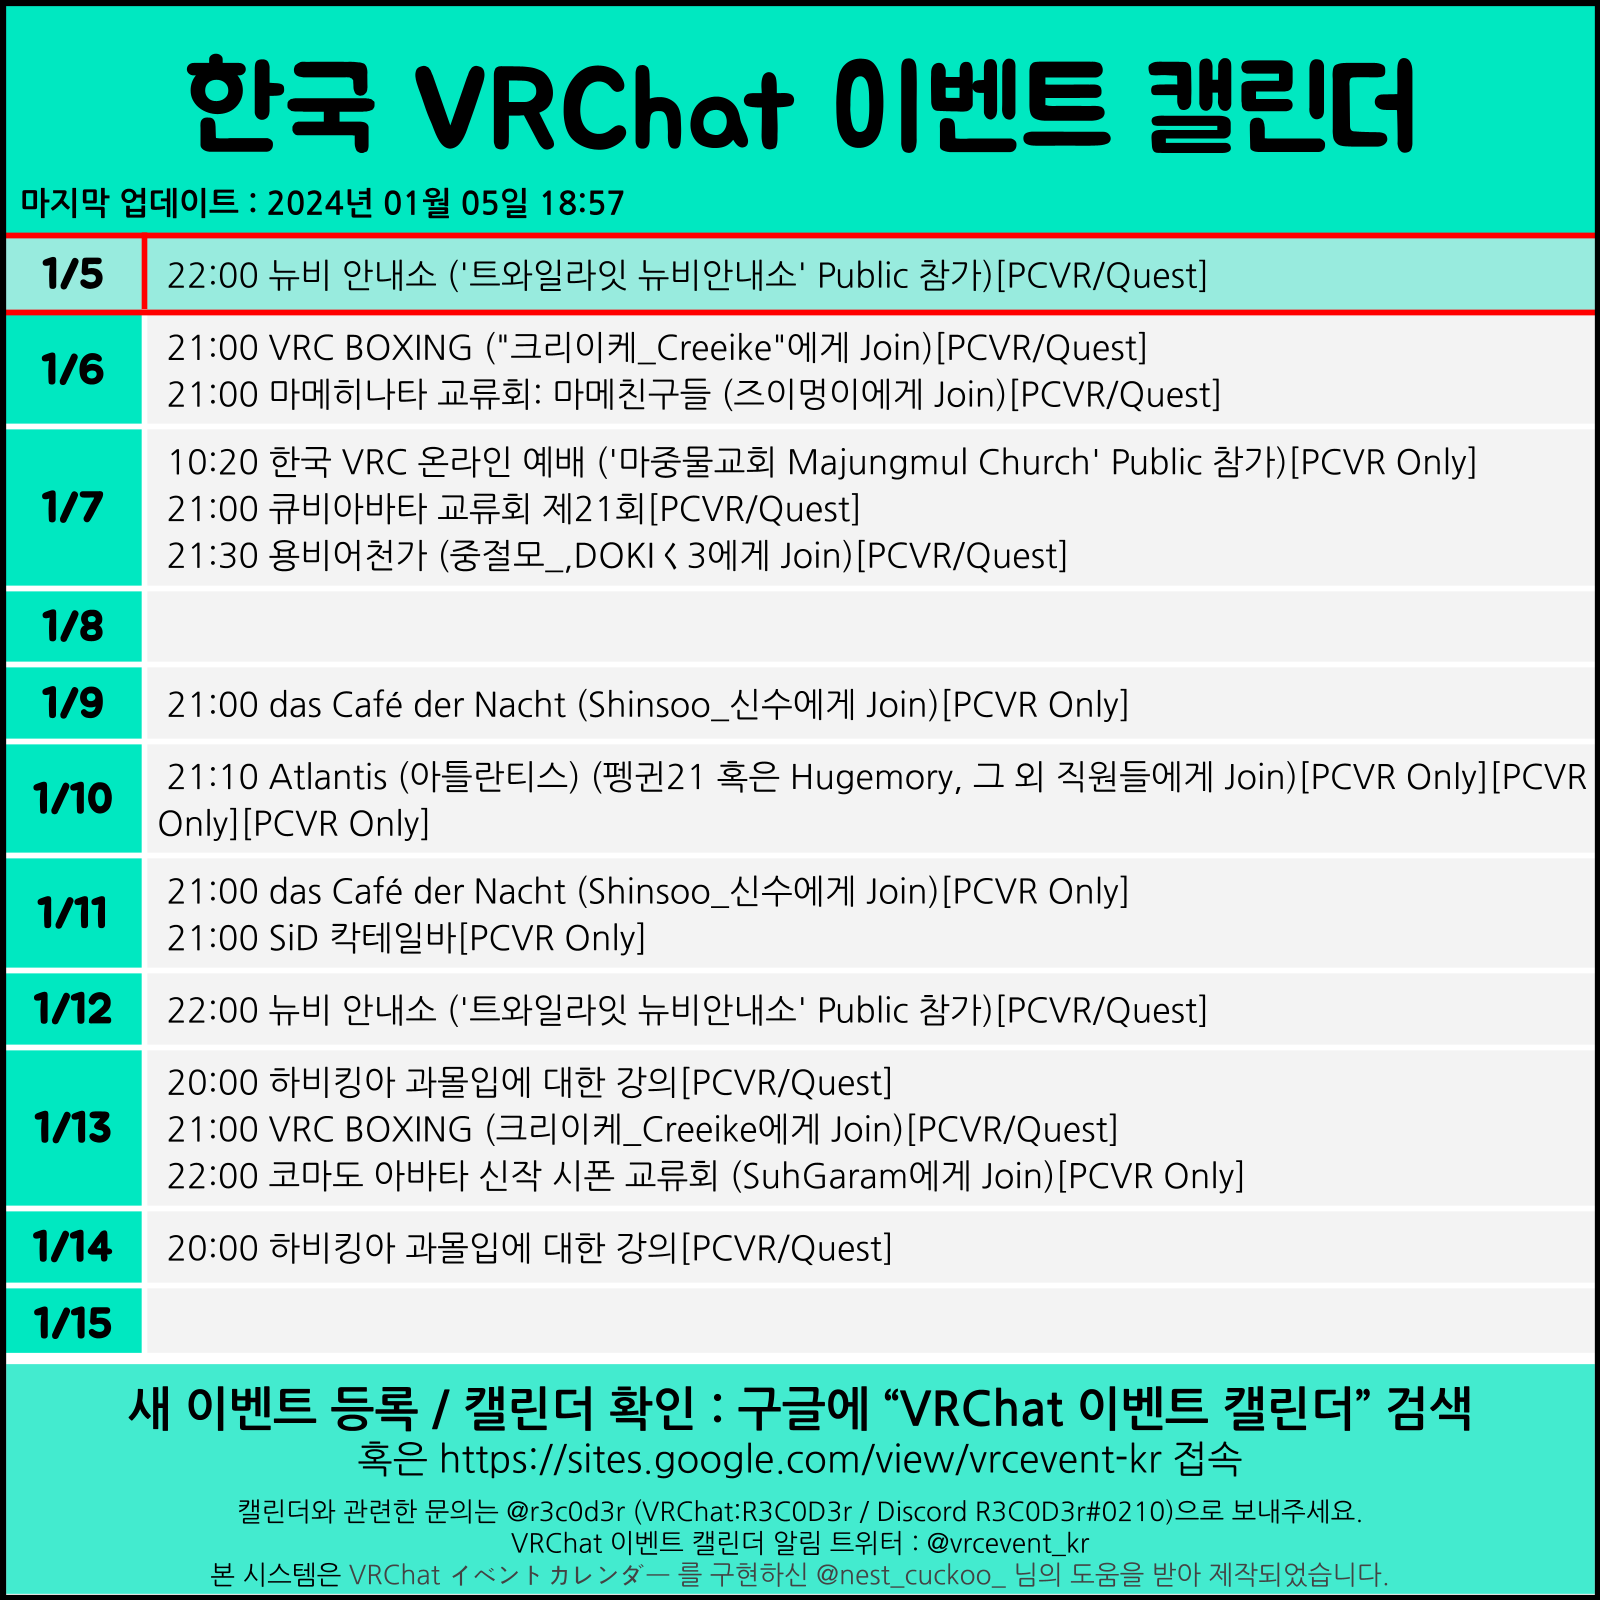 한국 VRChat 이벤트 캘린더
마지막 업데이트 : 2024년 01월 05일 18:57
1/5
22:00 뉴비 안내소 ('트와일라잇 뉴비안내소' Public 참가)[PCVR/Quest]
1/6
21:00 VRC BOXING ("크리이케_Creeike"에게 Join)[PCVR/Quest]
21:00 마메히나타 교류회: 마메친구들 (즈이멍이에게 Join)[PCVR/Quest]
1/7
10:20 한국 VRC 온라인 예배 ('마중물교회 Majungmul Church' Public 참가)[PCVR Only]
21:00 큐비아바타 교류회 제21회[PCVR/Quest]
21:30 용비어천가 (중절모_,DOKIく3에게 Join)[PCVR/Quest]
1/8
1/9
21:00 das Café der Nacht (Shinsoo_신수에게 Join)[PCVR Only]
1/10
21:10 Atlantis (아틀란티스) (펭귄21 혹은 Hugemory, 그 외 직원들에게 Join)[PCVR Only][PCVR
Only][PCVR Only]
1/11
21:00 das Café der Nacht (Shinsoo_신수에게 Join)[PCVR Only]
21:00 SiD 칵테일바[PCVR Only]
1/12
22:00 뉴비 안내소 ('트와일라잇 뉴비안내소' Public 참가)[PCVR/Quest]
1/13
20:00 하비킹아 과몰입에 대한 강의[PCVR/Quest]
21:00 VRC BOXING (크리이케_Creeike에게 Join)[PCVR/Quest]
22:00 코마도 아바타 신작 시폰 교류회 (SuhGaram에게 Join)[PCVR Only]
1/14
20:00 하비킹아 과몰입에 대한 강의[PCVR/Quest]
1/15
새 이벤트 등록 / 캘린더 확인 : 구글에 “VRChat 이벤트 캘린더” 검색
혹은 https://sites.google.com/view/vrcevent-kr 접속
캘린더와 관련한 문의는 @r3c0d3r (VRChat:R3C0D3r / Discord R3C0D3r#0210)으로 보내주세요.
VRChat 이벤트 캘린더 알림 트위터 : @vrcevent_kr
본 시스템은 VRChat イベントカレンダー 를 구현하신 @nest_cuckoo_ 님의 도움을 받아 제작되었습니다.